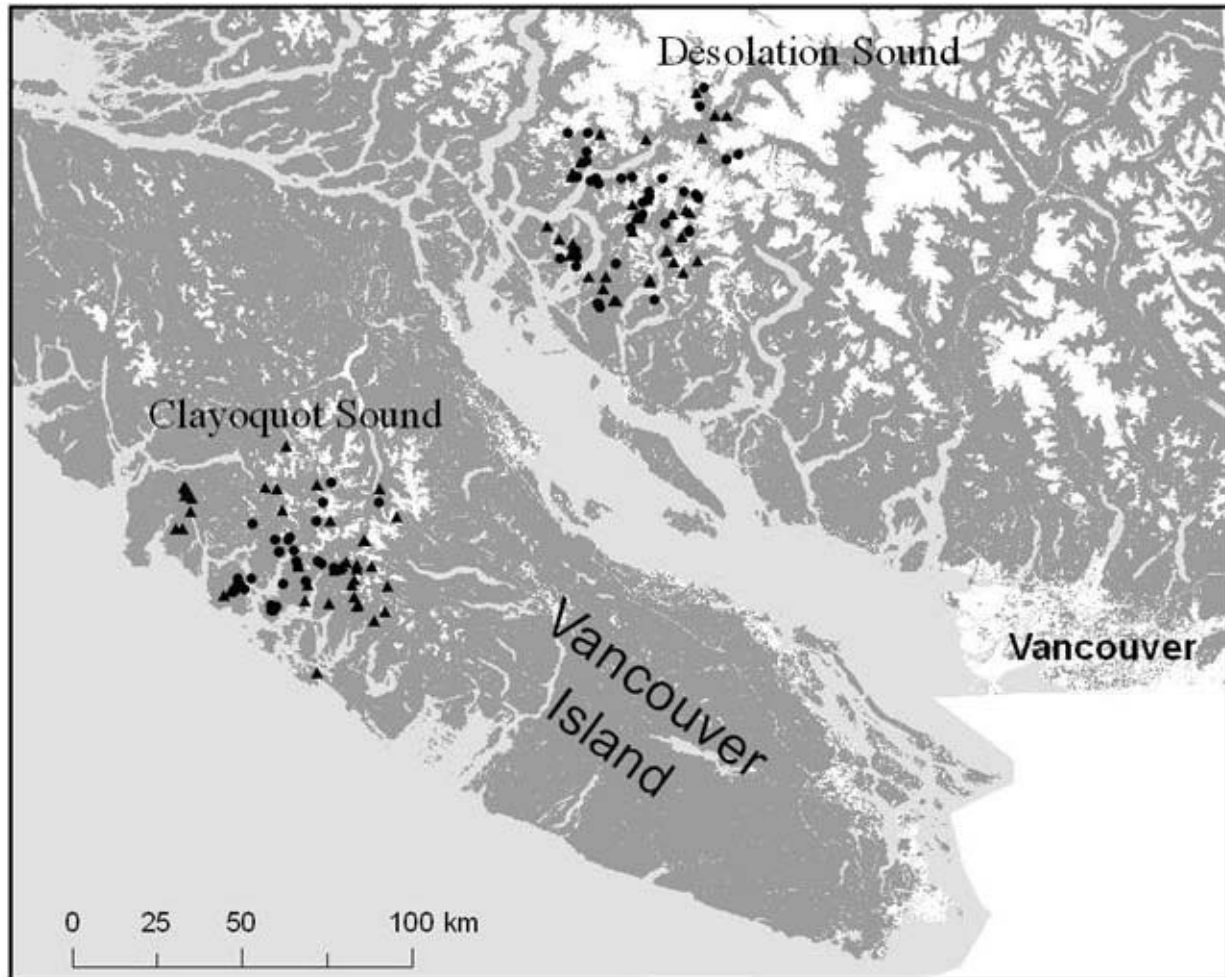 Desolation Sound
Clayoquot Sound
Vancouver
Island
Vancouver
0 25 50 100 km